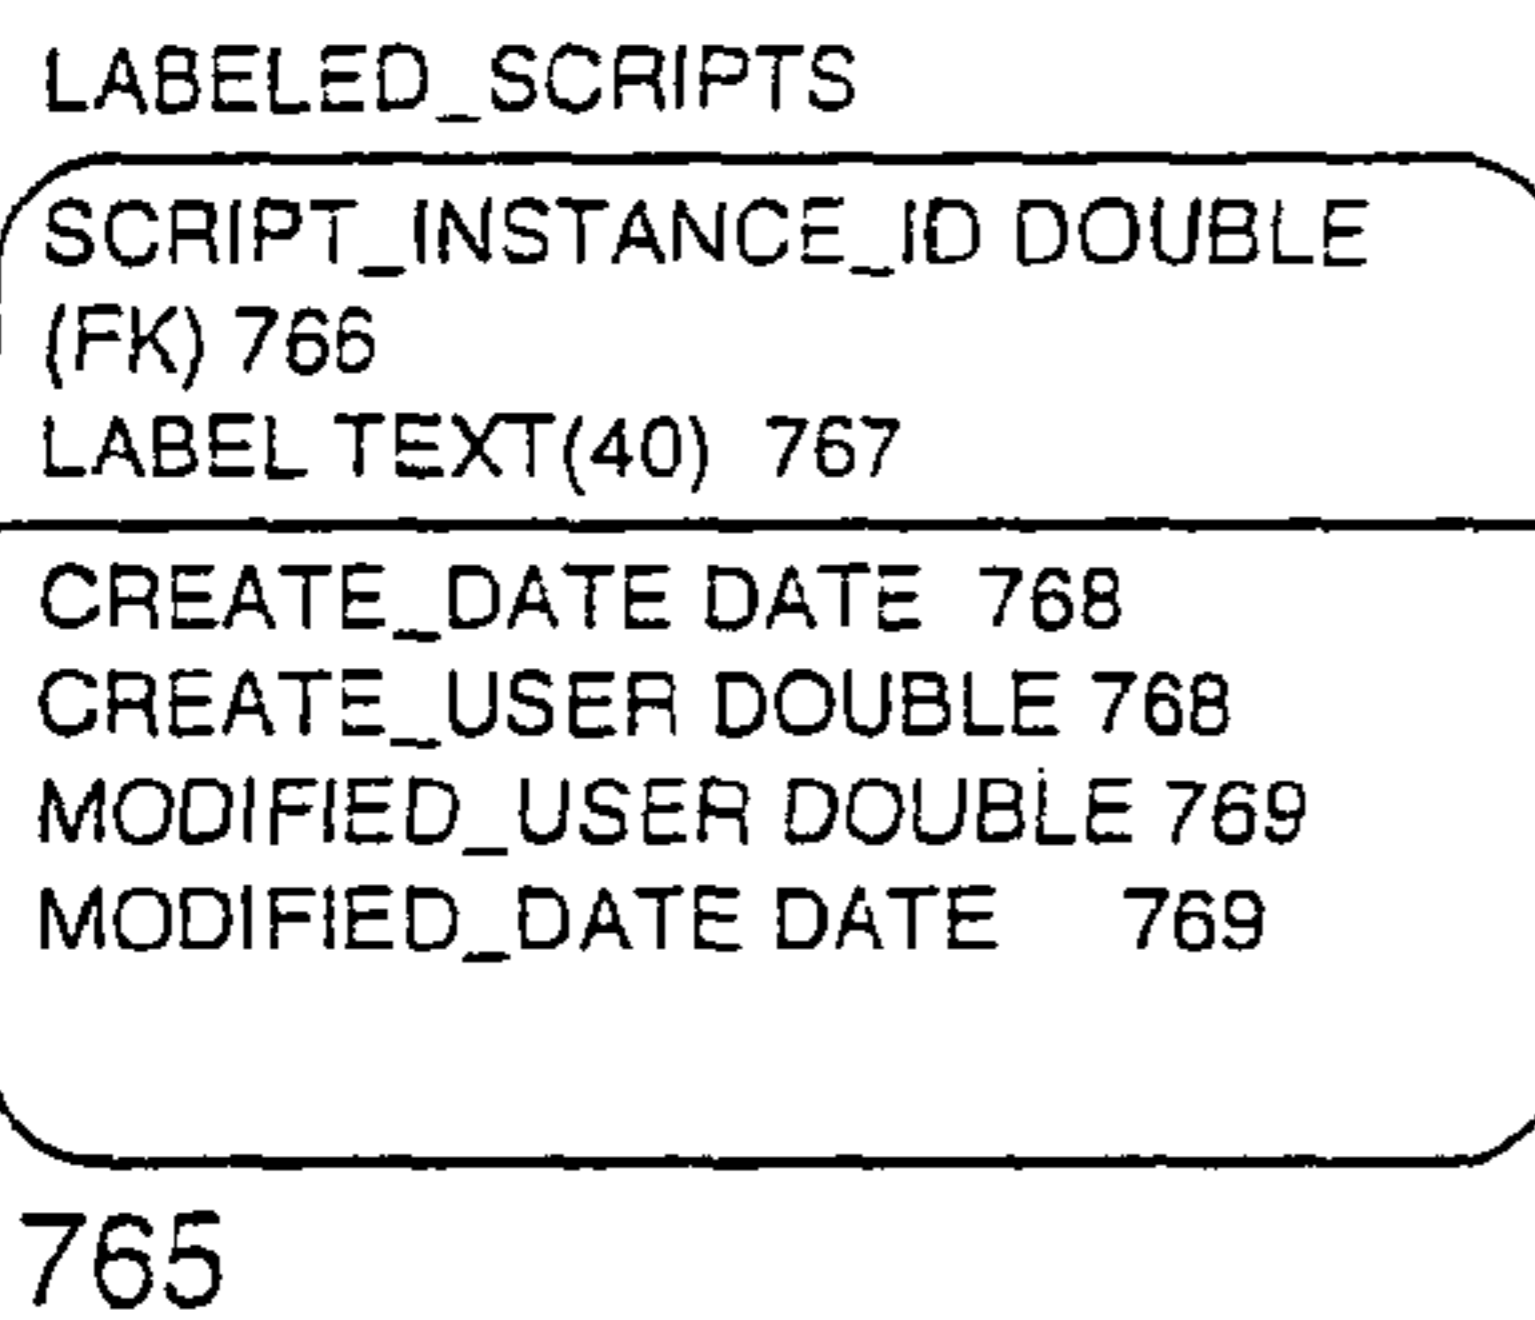 LABELED_SCRIPTS
SCRIPT_INSTANCE_ID DOUBLE
(FK) 766
LABEL TEXT(40) 767
CREATE_DATE DATE 768
CREATE_USER DOUBLE 768
MODIFIED_USER DOUBLE 769
MODIFIED_DATE DATE 769
765